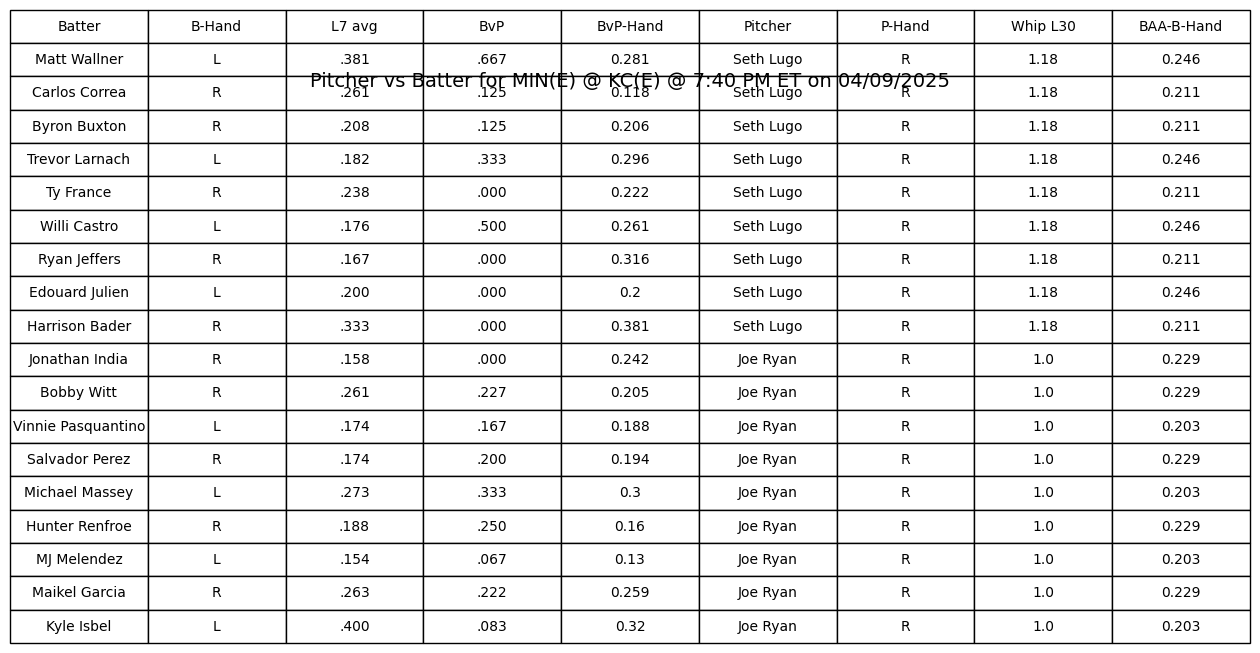 Batter B-Hand L7 avg BvP BvP-Hand Pitcher P-Hand Whip L30 BAA-B-Hand
Matt Wallner L .381 .667 0.281 Seth Lugo R 1.18 0.246
Pitcher vs Batter for MIN(E) @ KC(E) @ 7:40 PM ET on 04/09/2025
Carlos Correa R .261 .125 0.118 Seth Lugo R 1.18 0.211
Byron Buxton R .208 .125 0.206 Seth Lugo R 1.18 0.211
Trevor Larnach L .182 .333 0.296 Seth Lugo R 1.18 0.246
Ty France R .238 .000 0.222 Seth Lugo R 1.18 0.211
Willi Castro L .176 .500 0.261 Seth Lugo R 1.18 0.246
Ryan Jeffers R .167 .000 0.316 Seth Lugo R 1.18 0.211
Edouard Julien L .200 .000 0.2 Seth Lugo R 1.18 0.246
Harrison Bader R .333 .000 0.381 Seth Lugo R 1.18 0.211
Jonathan India R .158 .000 0.242 Joe Ryan R 1.0 0.229
Bobby Witt R .261 .227 0.205 Joe Ryan R 1.0 0.229
Vinnie Pasquantino L .174 .167 0.188 Joe Ryan R 1.0 0.203
Salvador Perez R .174 .200 0.194 Joe Ryan R 1.0 0.229
Michael Massey L .273 .333 0.3 Joe Ryan R 1.0 0.203
Hunter Renfroe R .188 .250 0.16 Joe Ryan R 1.0 0.229
MJ Melendez L .154 .067 0.13 Joe Ryan R 1.0 0.203
Maikel Garcia R .263 .222 0.259 Joe Ryan R 1.0 0.229
Kyle Isbel L .400 .083 0.32 Joe Ryan R 1.0 0.203